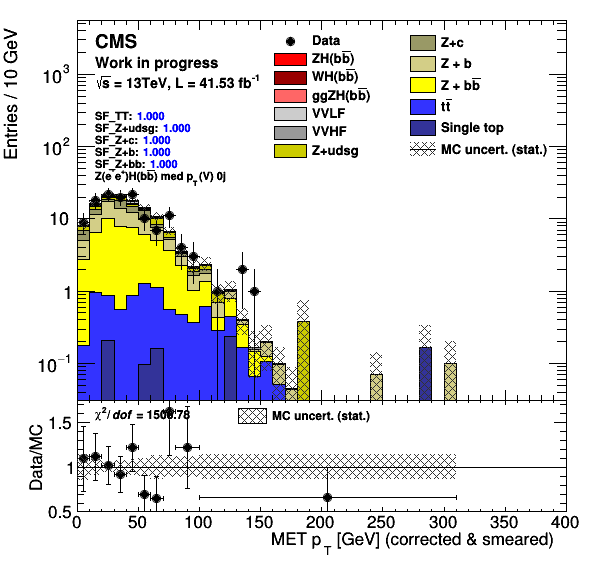 CMS
Work in progress
√s = 13TeV, L = 41.53 fb⁻¹
SF_TT: 1.000
SF_Z+udsg: 1.000
SF_Z+c: 1.000
SF_Z+b: 1.000
SF_Z+bb: 1.000
Z(e⁻e⁺)H(bb̅) med p_T(V) 0j
Data
ZH(bb̅)
WH(bb̅)
ggZH(bb̅)
VVLF
VVHF
Z+udsg
Z+c
Z + b
Z + bb̅
tt̅
Single top
MC uncert. (stat.)
Entries / 10 GeV
10³
10²
10
1
10⁻¹
χ²/dof = 1506.78
MC uncert. (stat.)
Data/MC
1.5
1
0.5
0 50 100 150 200 250 300 350 400
MET p_T [GeV] (corrected & smeared)